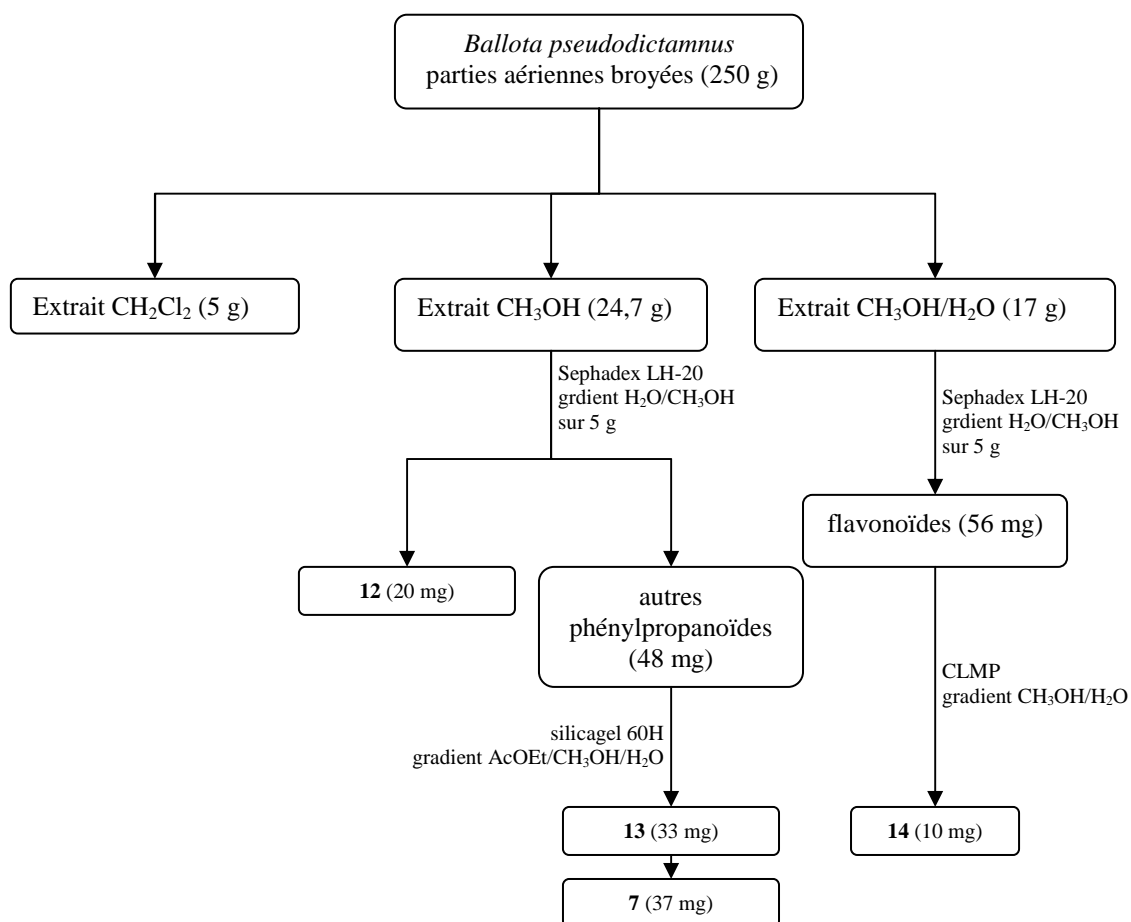 Ballota pseudodictamnus
parties aériennes broyées (250 g)
Extrait CH₂Cl₂ (5 g)
Extrait CH₃OH (24,7 g)
Extrait CH₃OH/H₂O (17 g)
Sephadex LH-20
grdient H₂O/CH₃OH
sur 5 g
Sephadex LH-20
grdient H₂O/CH₃OH
sur 5 g
flavonoïdes (56 mg)
12 (20 mg)
autres
phénylpropanoïdes
(48 mg)
CLMP
gradient CH₃OH/H₂O
silicagel 60H
gradient AcOEt/CH₃OH/H₂O
13 (33 mg)
14 (10 mg)
7 (37 mg)